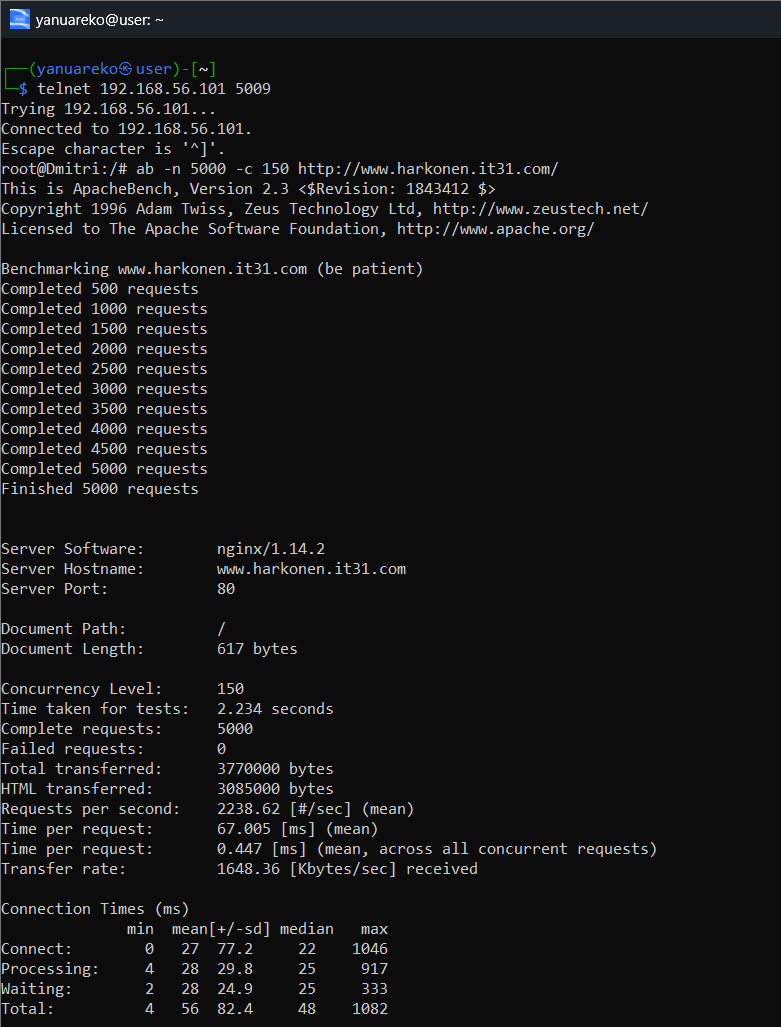 yanuareko@user: ~
┌──(yanuareko㉿user)-[~]
└─$ telnet 192.168.56.101 5009
Trying 192.168.56.101...
Connected to 192.168.56.101.
Escape character is '^]'.
root@Dmitri:/# ab -n 5000 -c 150 http://www.harkonen.it31.com/
This is ApacheBench, Version 2.3 <$Revision: 1843412 $>
Copyright 1996 Adam Twiss, Zeus Technology Ltd, http://www.zeustech.net/
Licensed to The Apache Software Foundation, http://www.apache.org/

Benchmarking www.harkonen.it31.com (be patient)
Completed 500 requests
Completed 1000 requests
Completed 1500 requests
Completed 2000 requests
Completed 2500 requests
Completed 3000 requests
Completed 3500 requests
Completed 4000 requests
Completed 4500 requests
Completed 5000 requests
Finished 5000 requests


Server Software:        nginx/1.14.2
Server Hostname:        www.harkonen.it31.com
Server Port:            80

Document Path:          /
Document Length:        617 bytes

Concurrency Level:      150
Time taken for tests:   2.234 seconds
Complete requests:      5000
Failed requests:        0
Total transferred:      3770000 bytes
HTML transferred:       3085000 bytes
Requests per second:    2238.62 [#/sec] (mean)
Time per request:       67.005 [ms] (mean)
Time per request:       0.447 [ms] (mean, across all concurrent requests)
Transfer rate:          1648.36 [Kbytes/sec] received

Connection Times (ms)
              min  mean[+/-sd] median   max
Connect:        0   27  77.2     22    1046
Processing:     4   28  29.8     25     917
Waiting:        2   28  24.9     25     333
Total:          4   56  82.4     48    1082